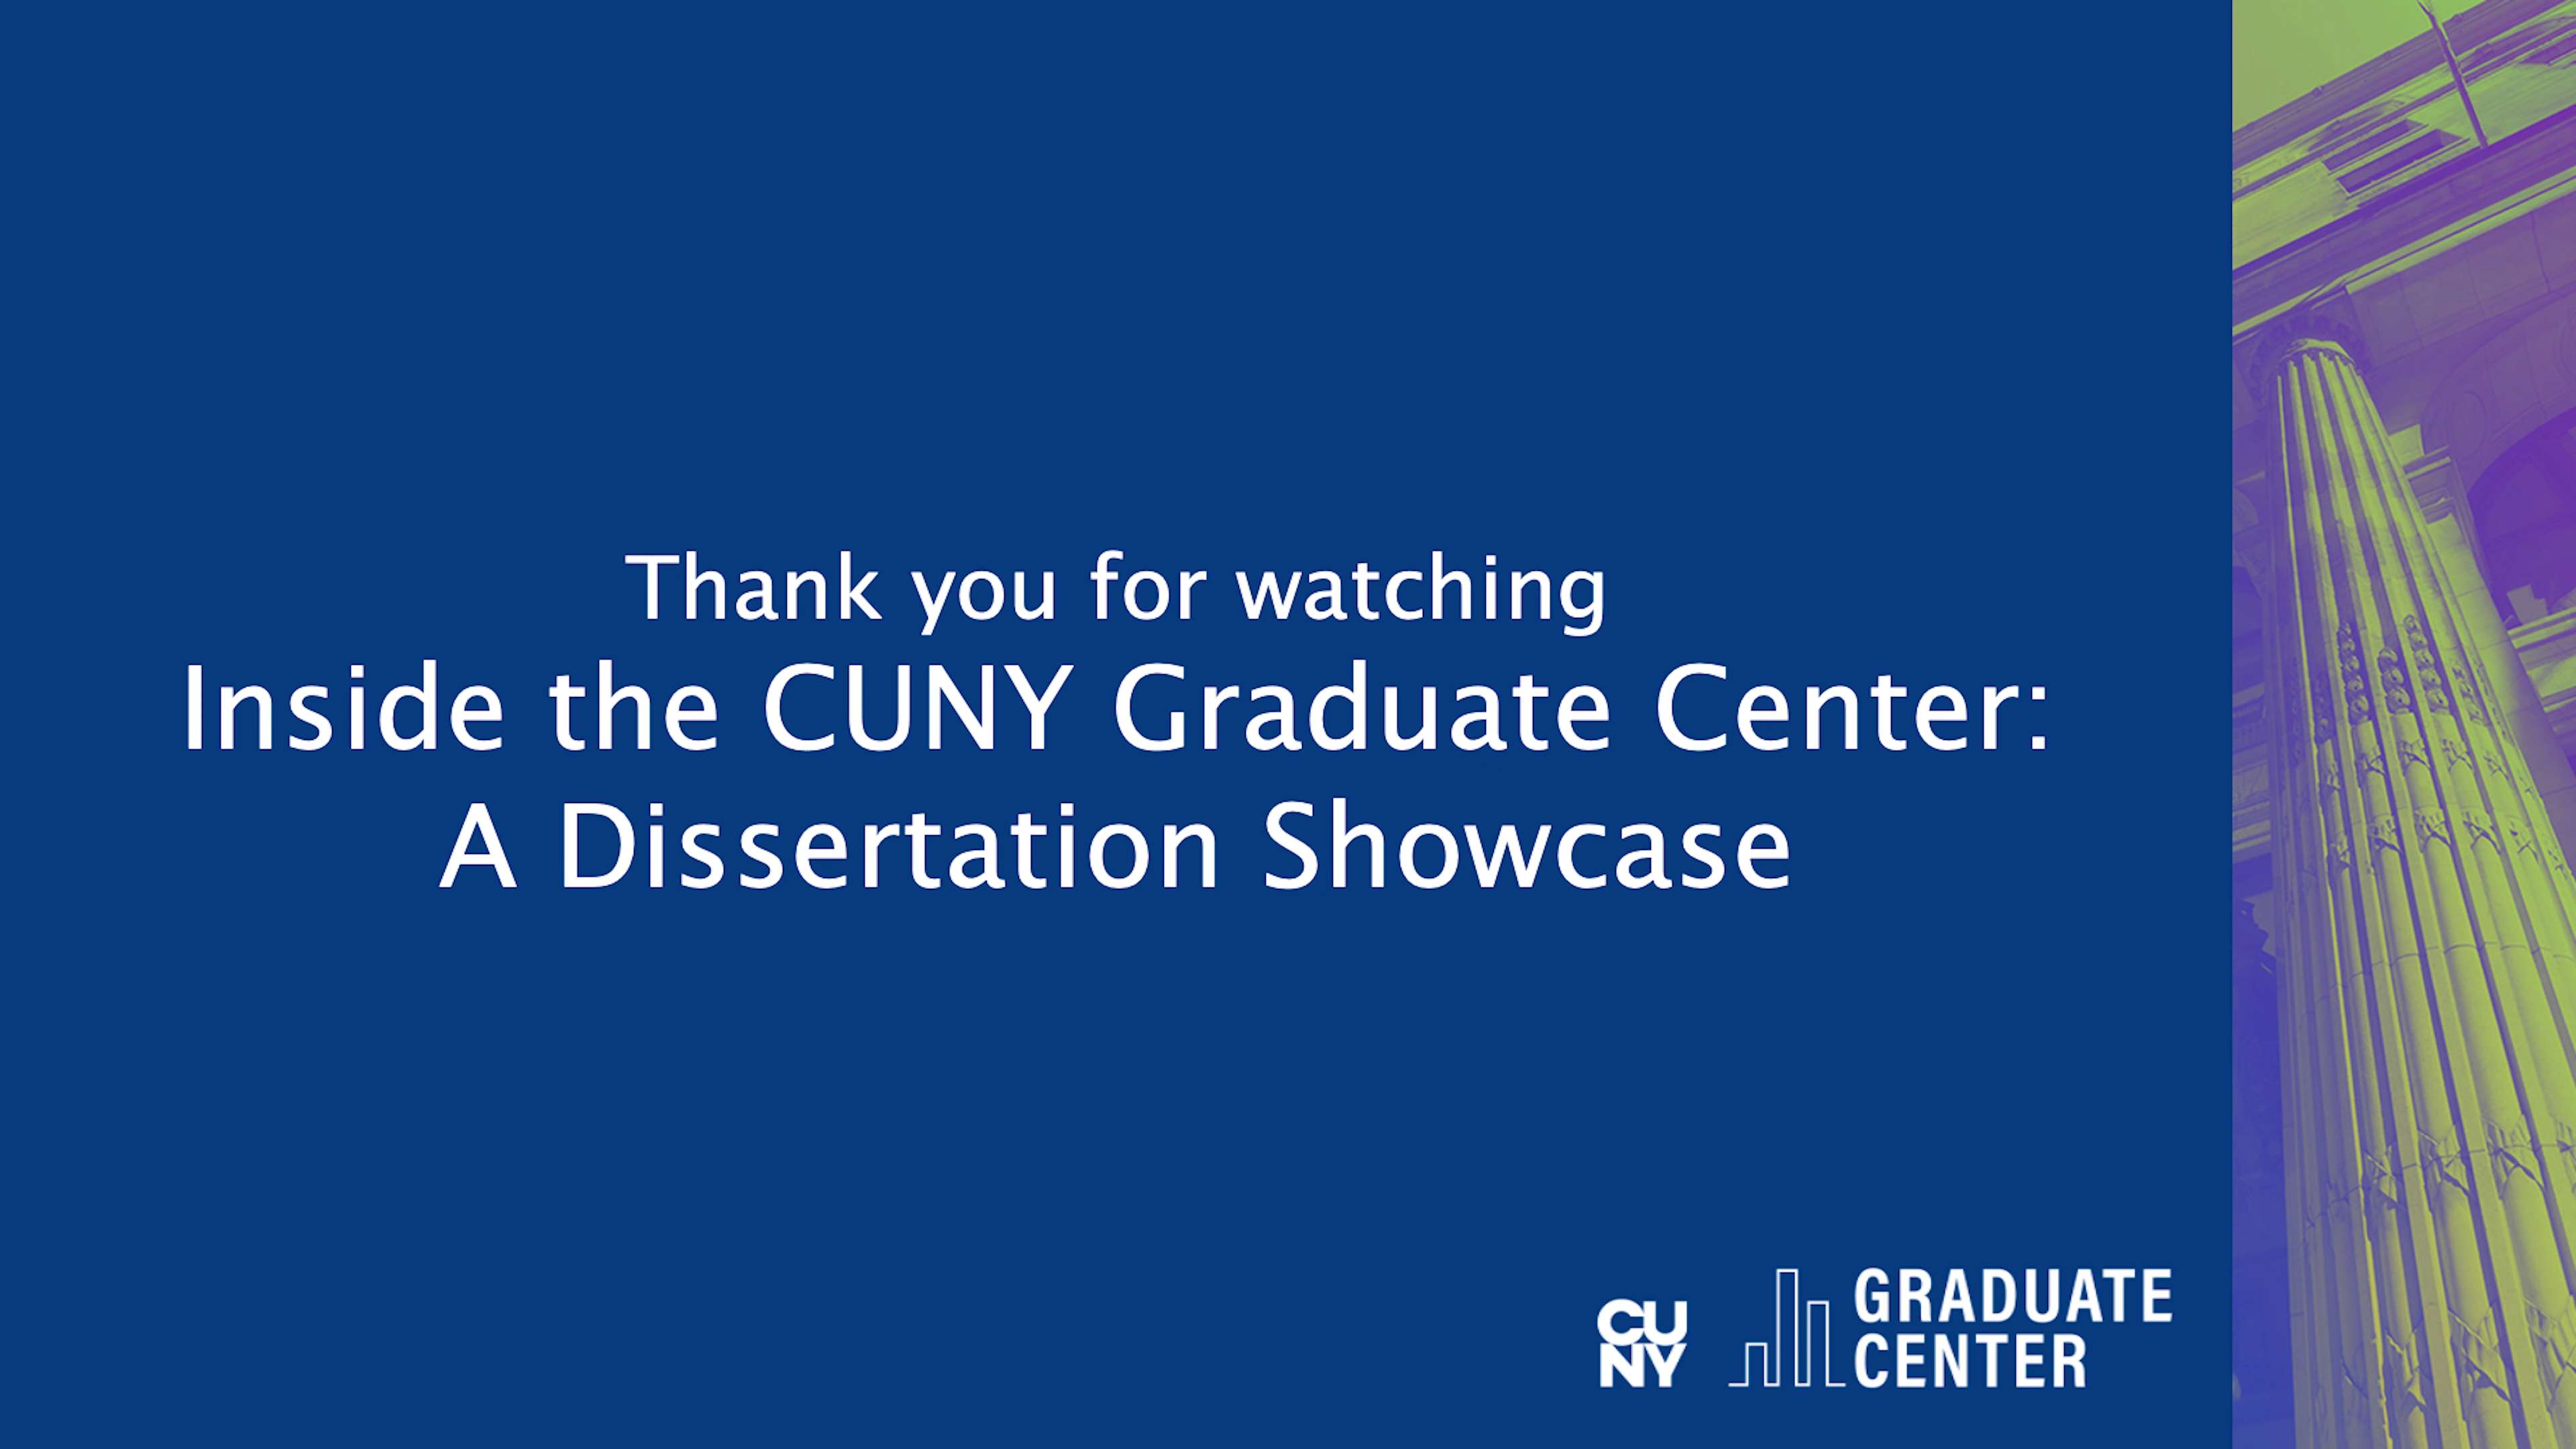 Thank you for watching
Inside the CUNY Graduate Center:
A Dissertation Showcase
CU
NY
GRADUATE
CENTER